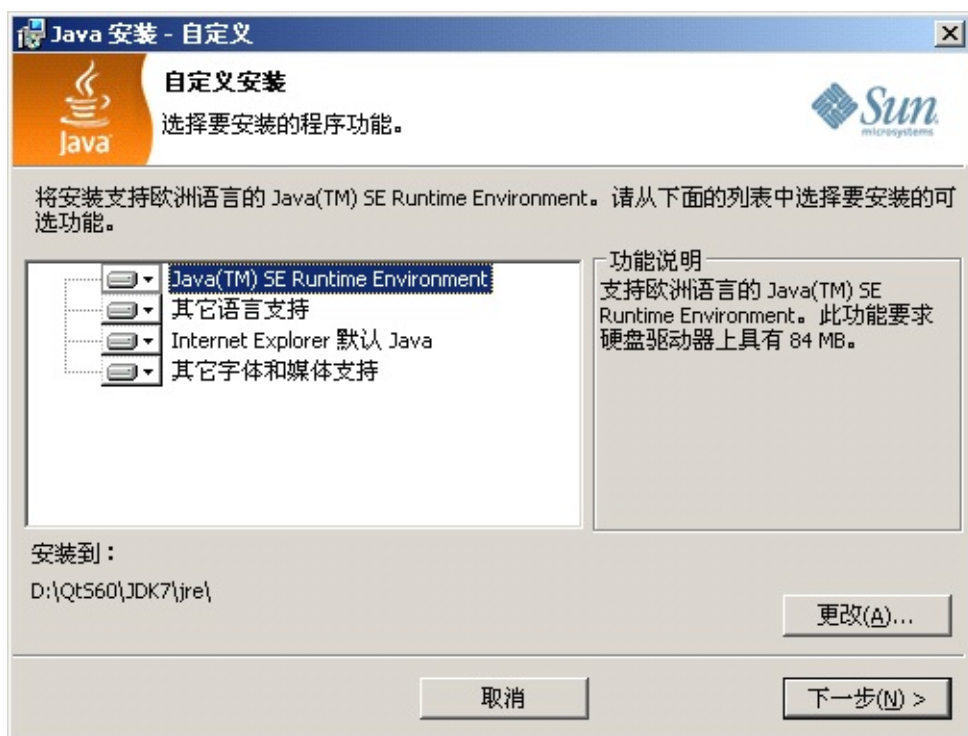 Java 安装 - 自定义
Java
自定义安装
选择要安装的程序功能。
Sun
microsystems
将安装支持欧洲语言的 Java(TM) SE Runtime Environment。请从下面的列表中选择要安装的可
选功能。
Java(TM) SE Runtime Environment
其它语言支持
Internet Explorer 默认 Java
其它字体和媒体支持
功能说明
支持欧洲语言的 Java(TM) SE
Runtime Environment。此功能要求
硬盘驱动器上具有 84 MB。
安装到：
D:\QtS60\JDK7\jre\
更改(A)...
取消
下一步(N) >